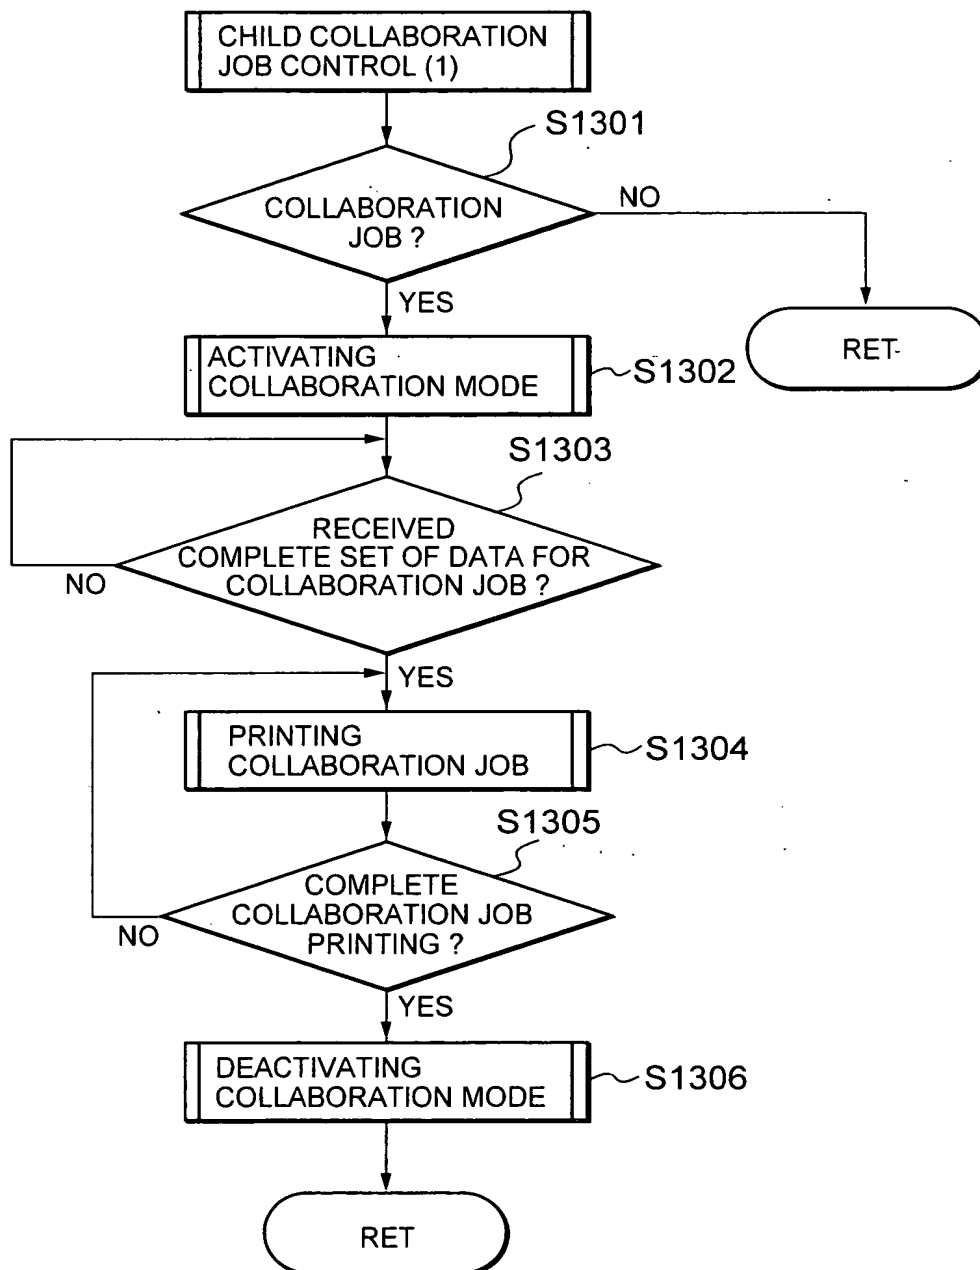 CHILD COLLABORATION
JOB CONTROL (1)
S1301
COLLABORATION
JOB ?
NO
YES
RET
ACTIVATING
COLLABORATION MODE
S1302
S1303
RECEIVED
COMPLETE SET OF DATA FOR
COLLABORATION JOB ?
NO
YES
PRINTING
COLLABORATION JOB
S1304
S1305
COMPLETE
COLLABORATION JOB
PRINTING ?
NO
YES
DEACTIVATING
COLLABORATION MODE
S1306
RET